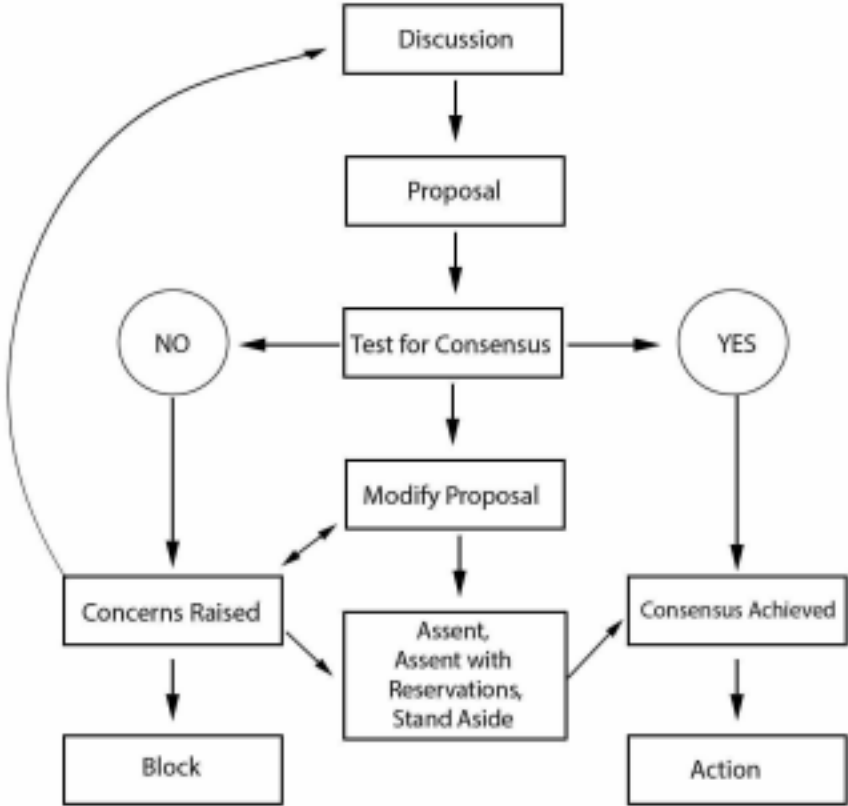 Discussion
Proposal
NO
Test for Consensus
YES
Modify Proposal
Concerns Raised
Assent,
Assent with
Reservations,
Stand Aside
Consensus Achieved
Block
Action